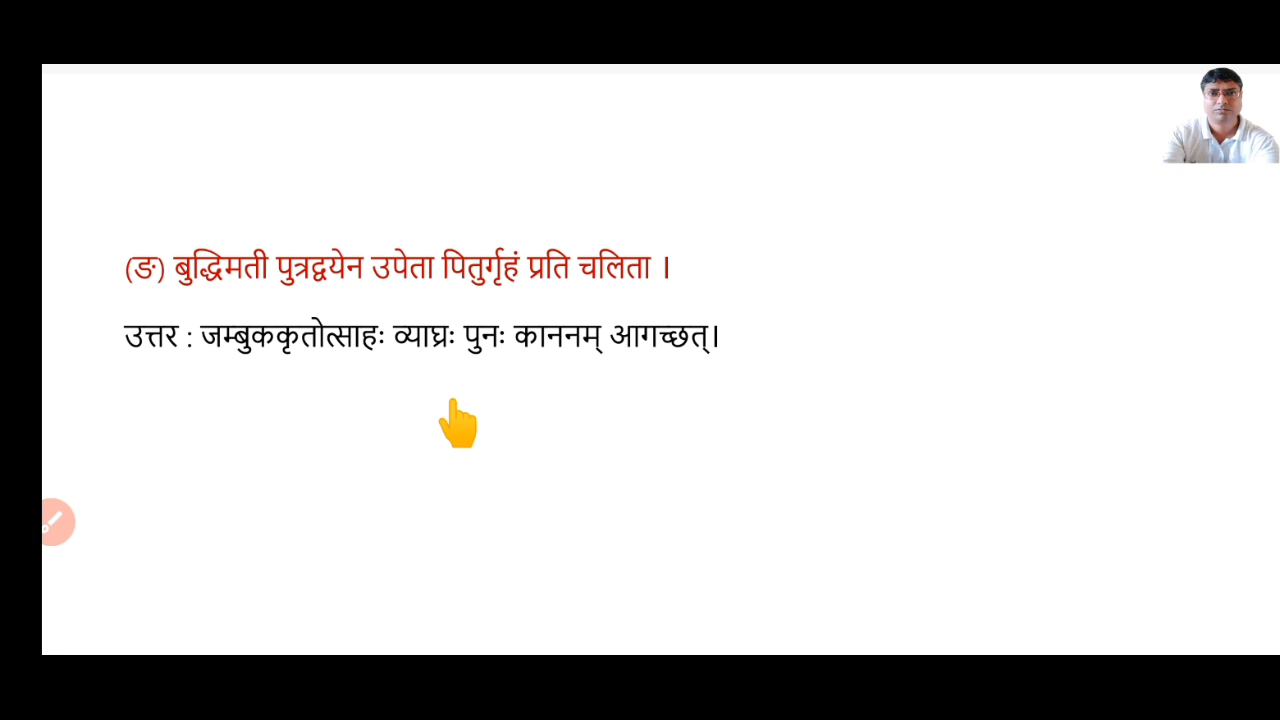 (ङ) बुद्धिमती पुत्रद्वयेन उपेता पितुर्गृहं प्रति चलिता ।
उत्तर : जम्बुककृतोत्साहः व्याघ्रः पुनः काननम् आगच्छत्।